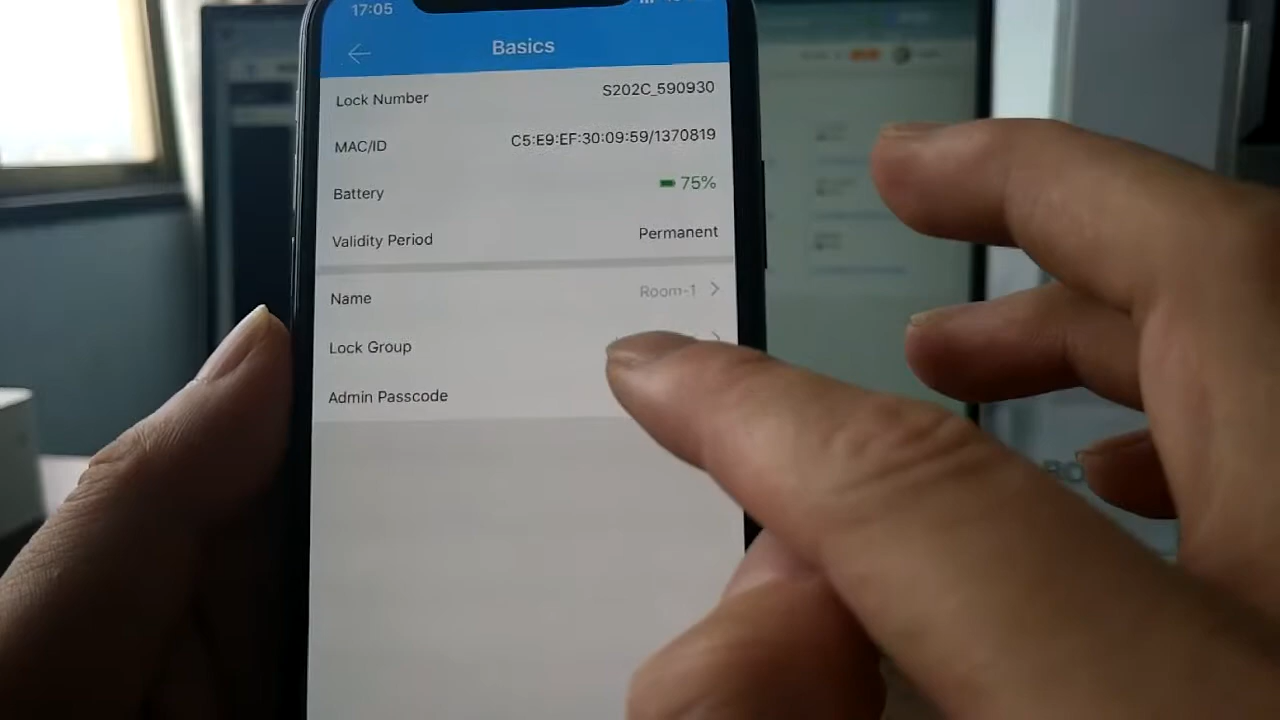 17:05
Basics
Lock Number S202C_590930
MAC/ID C5:E9:EF:30:09:59/1370819
Battery 75%
Validity Period Permanent
Name Room-1
Lock Group
Admin Passcode